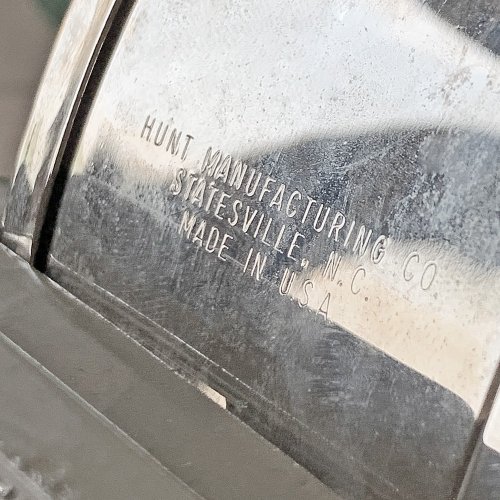 HUNT MANUFACTURING CO
STATESVILLE, N.C.
MADE IN U.S.A